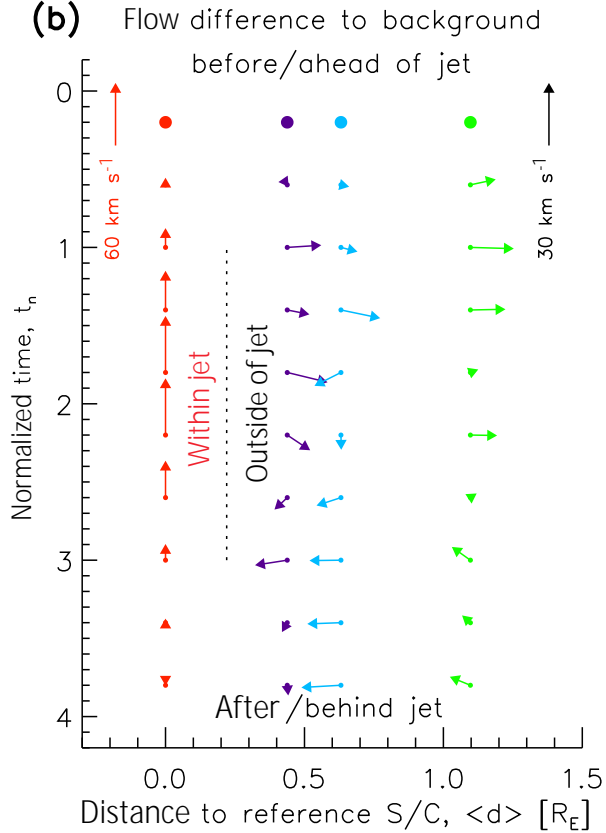 (b) Flow difference to background
before/ahead of jet
0
1
2
3
4
Normalized time, tₙ
60 km s⁻¹
30 km s⁻¹
Within jet
Outside of jet
After/behind jet
0.0 0.5 1.0 1.5
Distance to reference S/C, <d> [R_E]